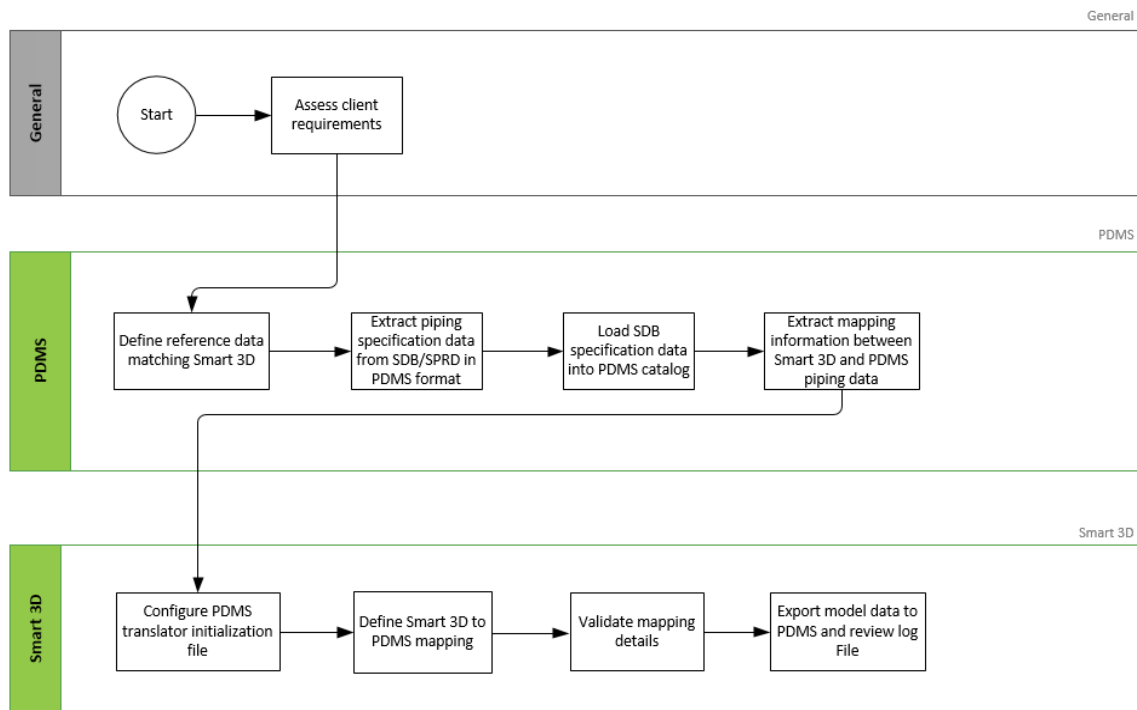 General
General
Start
Assess client
requirements
PDMS
PDMS
Define reference data
matching Smart 3D
Extract piping
specification data
from SDB/SPRD in
PDMS format
Load SDB
specification data
into PDMS catalog
Extract mapping
information between
Smart 3D and PDMS
piping data
Smart 3D
Smart 3D
Configure PDMS
translator initialization
file
Define Smart 3D to
PDMS mapping
Validate mapping
details
Export model data to
PDMS and review log
File